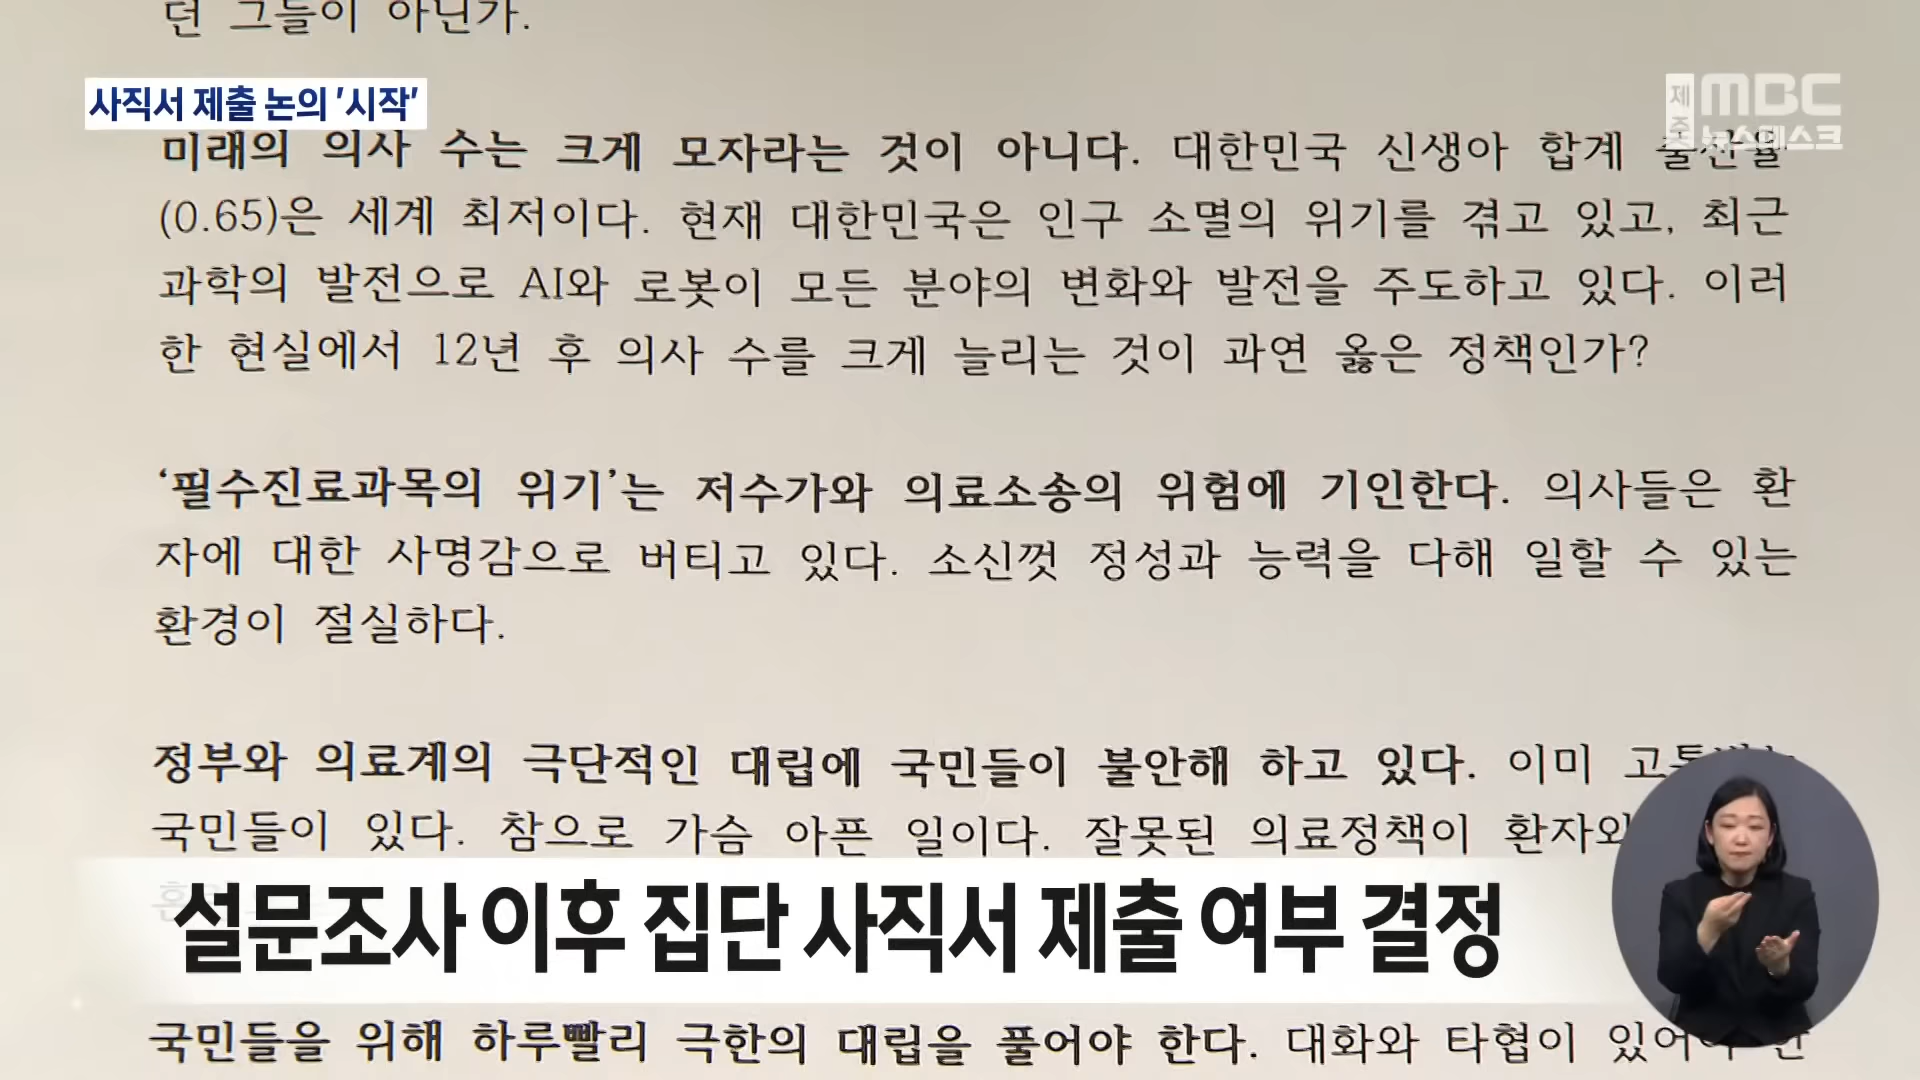 던 그들이 아닌가.
사직서 제출 논의 '시작'
제주 MBC
뉴스데스크
미래의 의사 수는 크게 모자라는 것이 아니다. 대한민국 신생아 합계 출산율
(0.65)은 세계 최저이다. 현재 대한민국은 인구 소멸의 위기를 겪고 있고, 최근
과학의 발전으로 AI와 로봇이 모든 분야의 변화와 발전을 주도하고 있다. 이러
한 현실에서 12년 후 의사 수를 크게 늘리는 것이 과연 옳은 정책인가?
‘필수진료과목의 위기’는 저수가와 의료소송의 위험에 기인한다. 의사들은 환
자에 대한 사명감으로 버티고 있다. 소신껏 정성과 능력을 다해 일할 수 있는
환경이 절실하다.
정부와 의료계의 극단적인 대립에 국민들이 불안해 하고 있다. 이미
국민들이 있다. 참으로 가슴 아픈 일이다. 잘못된 의료정책이 환자와
설문조사 이후 집단 사직서 제출 여부 결정
국민들을 위해 하루빨리 극한의 대립을 풀어야 한다. 대화와 타협이